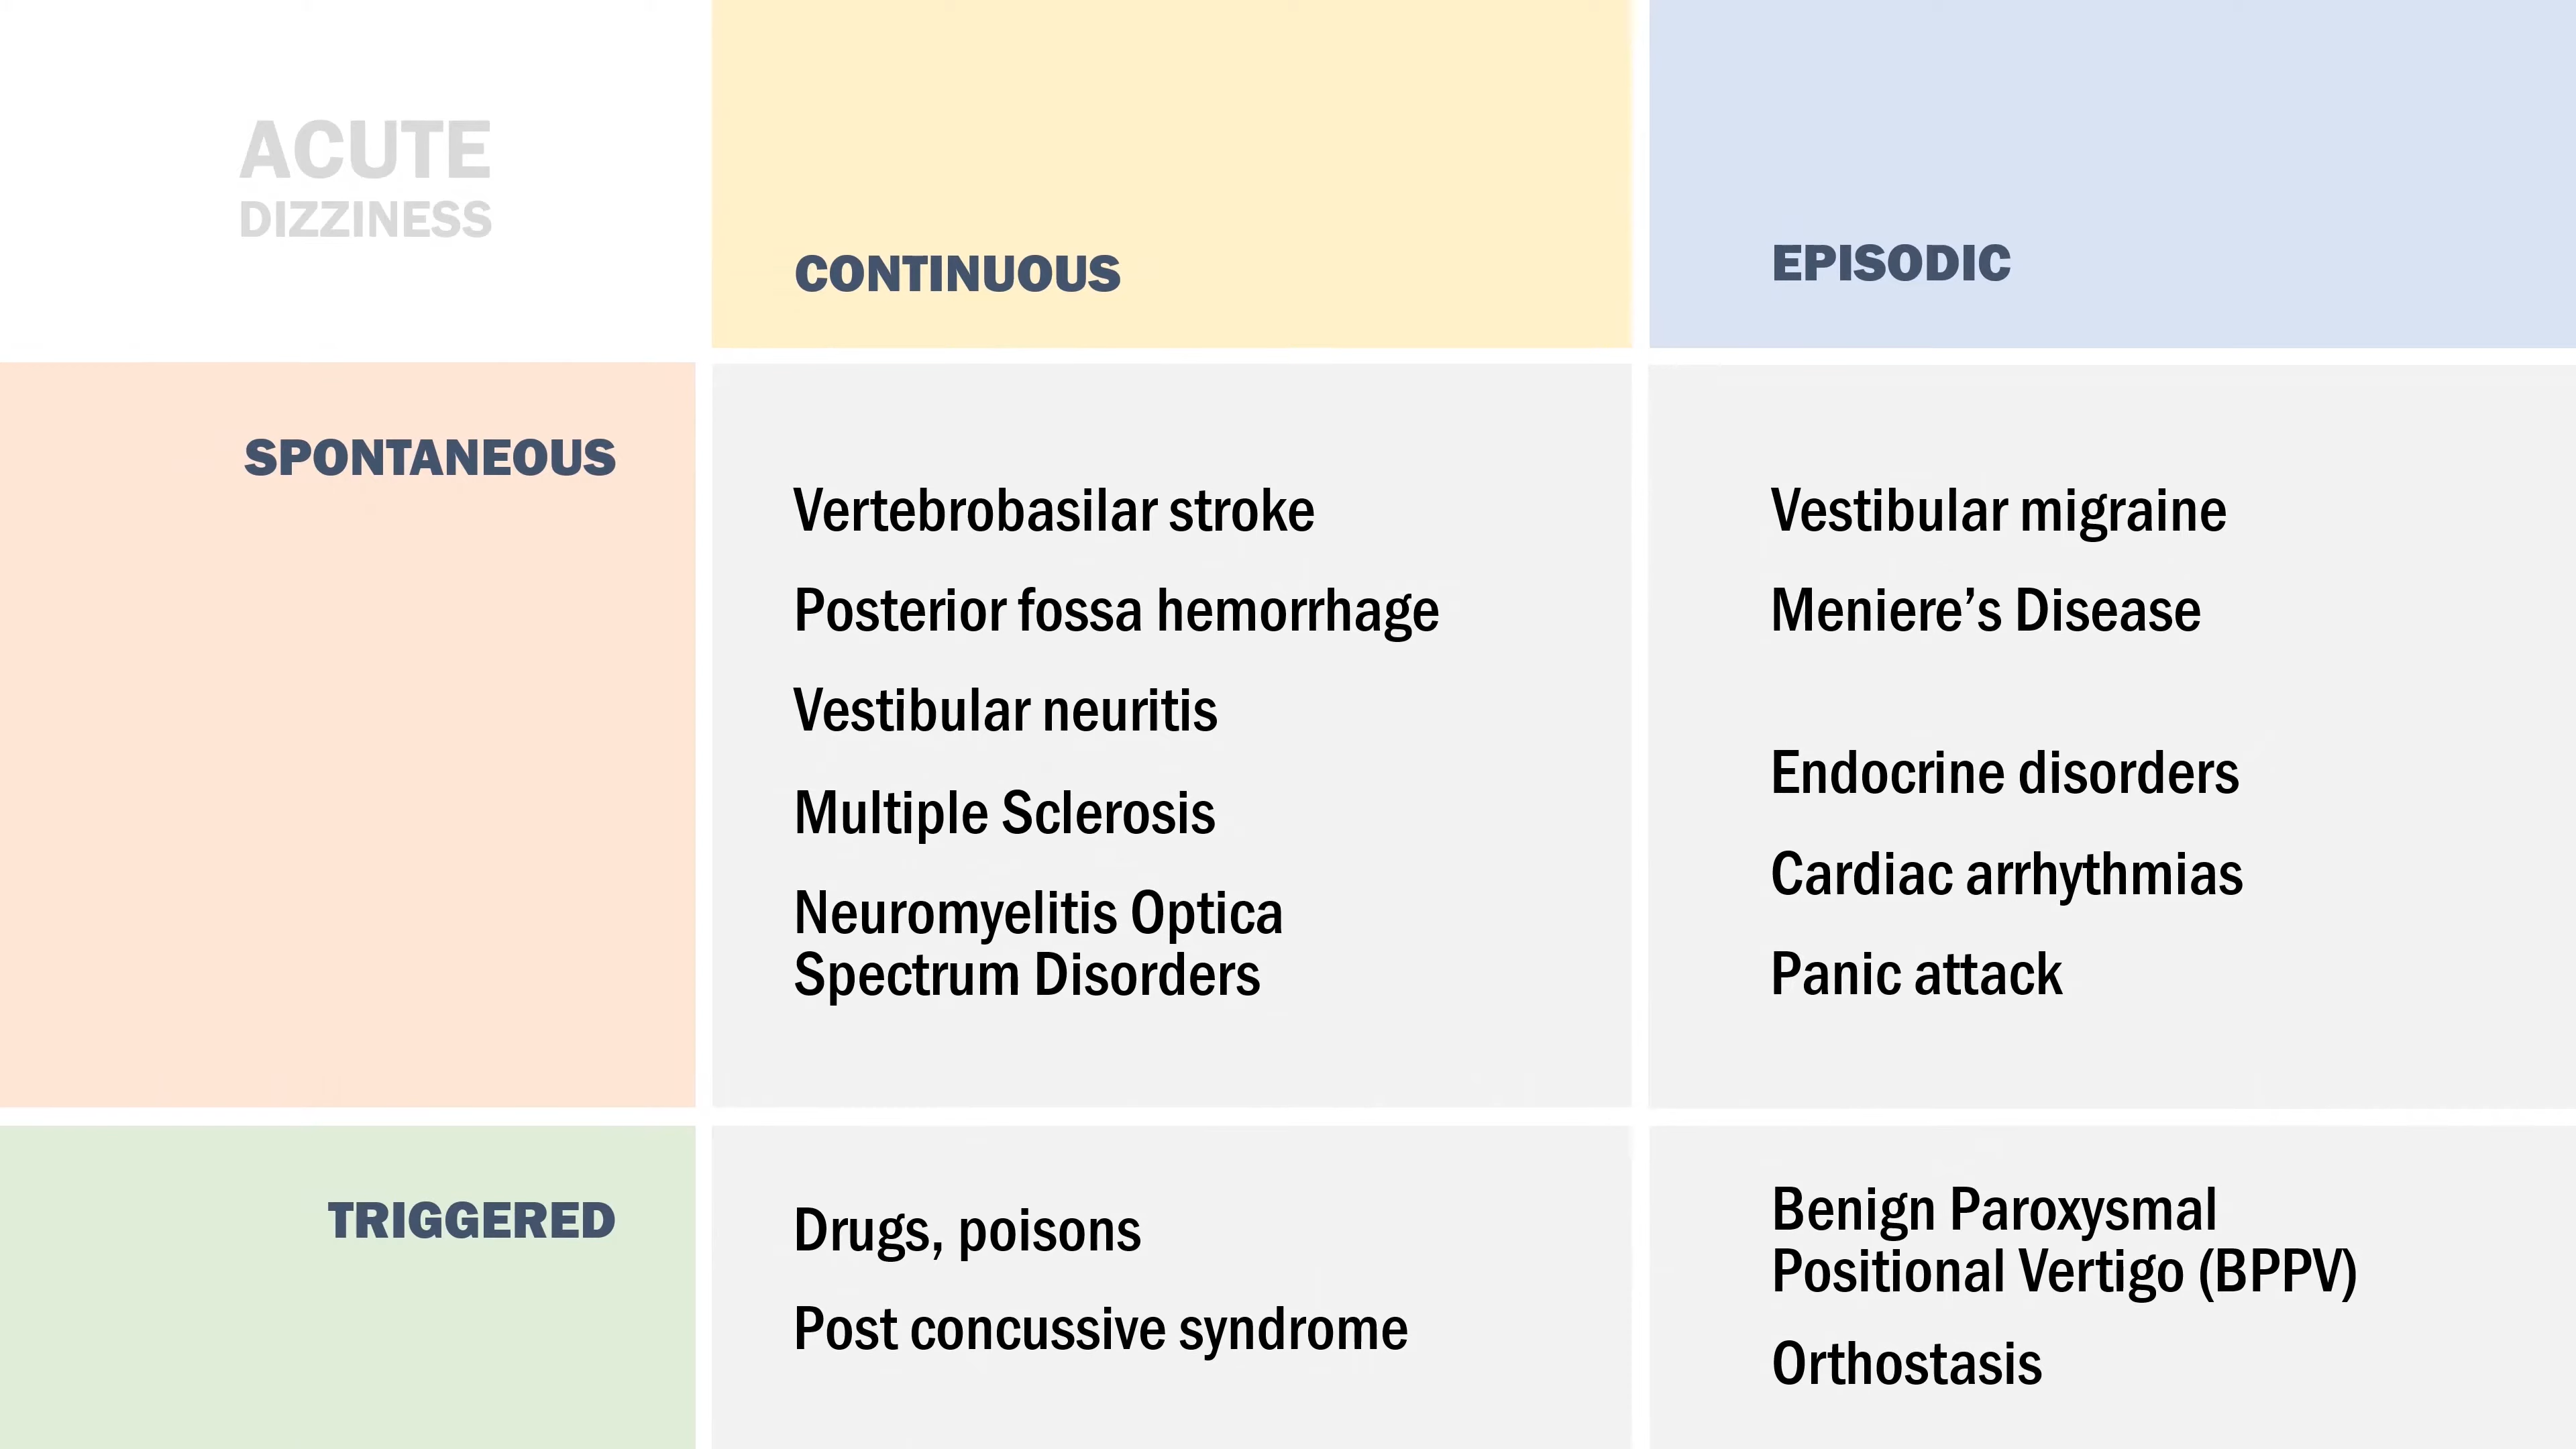 ACUTE
DIZZINESS
CONTINUOUS
EPISODIC
SPONTANEOUS
Vertebrobasilar stroke
Posterior fossa hemorrhage
Vestibular neuritis
Multiple Sclerosis
Neuromyelitis Optica
Spectrum Disorders
Vestibular migraine
Meniere’s Disease
Endocrine disorders
Cardiac arrhythmias
Panic attack
TRIGGERED
Drugs, poisons
Post concussive syndrome
Benign Paroxysmal
Positional Vertigo (BPPV)
Orthostasis